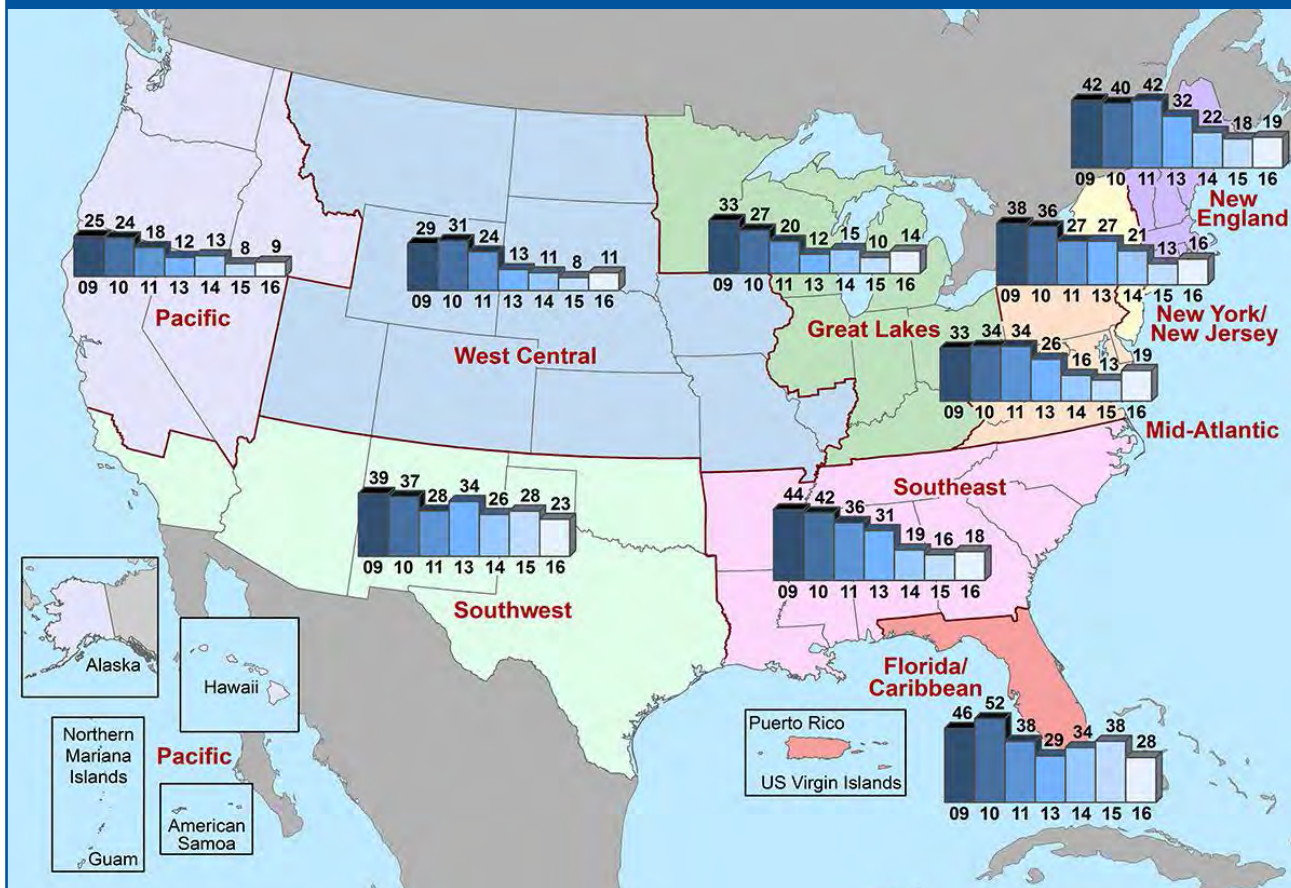 42 40 42 32 22 18 19
09 10 11 13 14 15 16
New
England
25 24 18 12 13 8 9
09 10 11 13 14 15 16
Pacific
29 31 24 13 11 8 11
09 10 11 13 14 15 16
West Central
33 27 20 12 15 10 14
09 10 11 13 14 15 16
Great Lakes
38 36 27 27 21 13 16
09 10 11 13 14 15 16
New York/
New Jersey
33 34 34 26 16 13 19
09 10 11 13 14 15 16
Mid-Atlantic
39 37 28 34 26 28 23
09 10 11 13 14 15 16
Southwest
Southeast
44 42 36 31 19 16 18
09 10 11 13 14 15 16
Florida/
Caribbean
46 52 38 29 34 38 28
09 10 11 13 14 15 16
Alaska
Hawaii
Northern
Mariana
Islands
Guam
Pacific
American
Samoa
Puerto Rico
US Virgin Islands